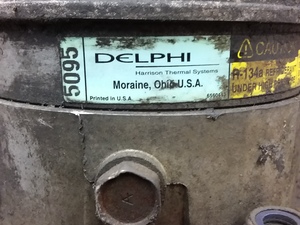 5095
DELPHI
Harrison Thermal Systems
Moraine, Ohio U.S.A.
Printed in U.S.A.
CAU
R-134a
UNDER